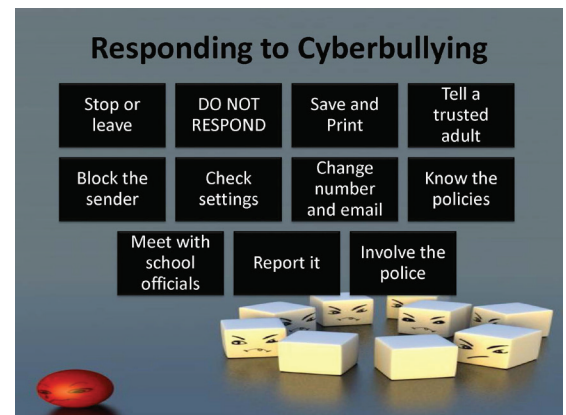 Responding to Cyberbullying
Stop or
leave
DO NOT
RESPOND
Save and
Print
Tell a
trusted
adult
Block the
sender
Check
settings
Change
number
and email
Know the
policies
Meet with
school
officials
Report it
Involve the
police